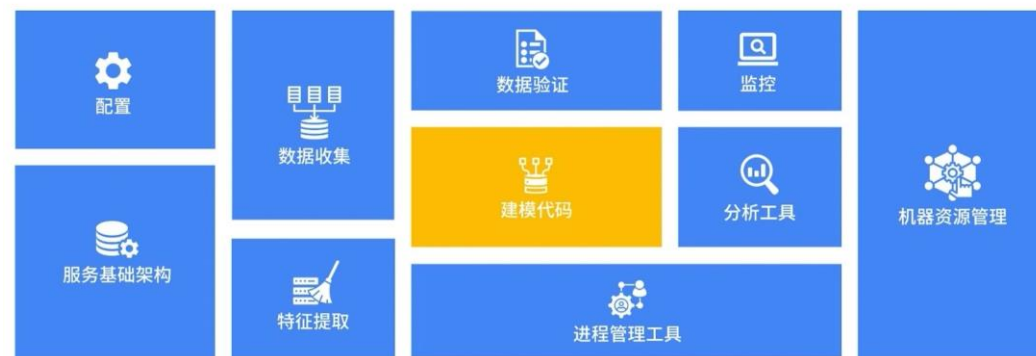 配置
数据收集
数据验证
监控
建模代码
分析工具
机器资源管理
服务基础架构
特征提取
进程管理工具